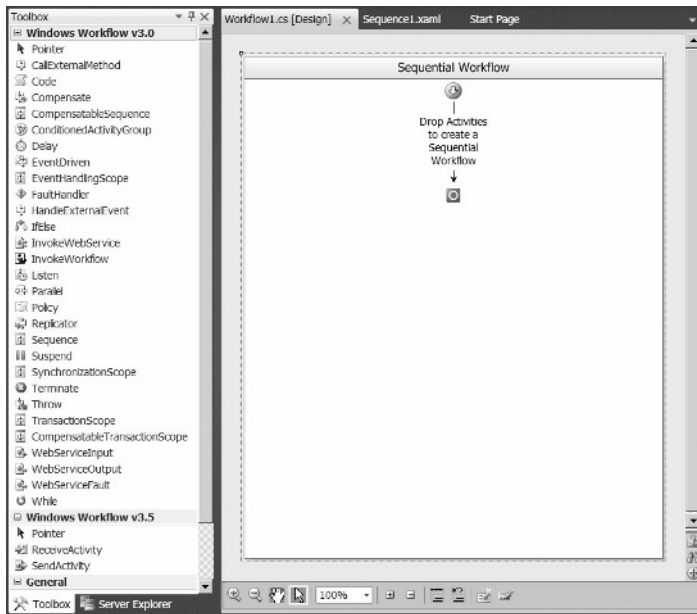 Toolbox
Windows Workflow v3.0
Pointer
CallExternalMethod
Code
Compensate
CompensatableSequence
ConditionedActivityGroup
Delay
EventDriven
EventHandlingScope
FaultHandler
HandleExternalEvent
IfElse
InvokeWebService
InvokeWorkflow
Listen
Parallel
Policy
Replicator
Sequence
Suspend
SynchronizationScope
Terminate
Throw
TransactionScope
CompensatableTransactionScope
WebServiceInput
WebServiceOutput
WebServiceFault
While
Windows Workflow v3.5
Pointer
ReceiveActivity
SendActivity
General
Toolbox Server Explorer
Workflow1.cs [Design] Sequence1.xaml Start Page
Sequential Workflow
Drop Activities
to create a
Sequential
Workflow
100%